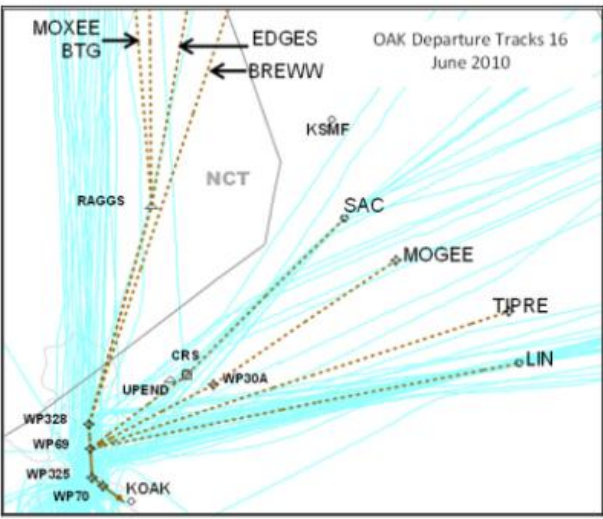 MOXEE
BTG
EDGES
BREWW
OAK Departure Tracks 16
June 2010
KSMF
NCT
RAGGS
SAC
MOGEE
TIPRE
LIN
CRS
UPEND
WP30A
WP328
WP69
WP325
WP70
KOAK